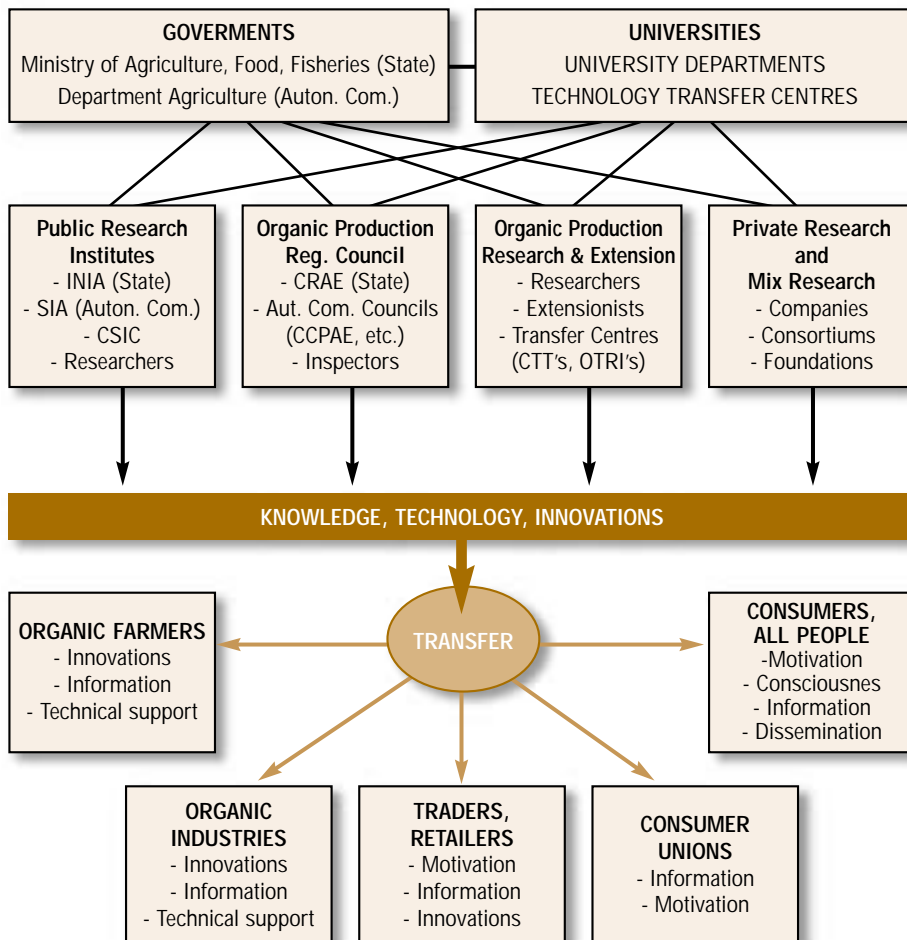 GOVERMENTS
Ministry of Agriculture, Food, Fisheries (State)
Department Agriculture (Auton. Com.)
UNIVERSITIES
UNIVERSITY DEPARTMENTS
TECHNOLOGY TRANSFER CENTRES
Public Research
Institutes
- INIA (State)
- SIA (Auton. Com.)
- CSIC
- Researchers
Organic Production
Reg. Council
- CRAE (State)
- Aut. Com. Councils
(CCPAE, etc.)
- Inspectors
Organic Production
Research & Extension
- Researchers
- Extensionists
- Transfer Centres
(CTT's, OTRI's)
Private Research
and
Mix Research
- Companies
- Consortiums
- Foundations
KNOWLEDGE, TECHNOLOGY, INNOVATIONS
TRANSFER
ORGANIC FARMERS
- Innovations
- Information
- Technical support
CONSUMERS,
ALL PEOPLE
-Motivation
- Consciousnes
- Information
- Dissemination
ORGANIC
INDUSTRIES
- Innovations
- Information
- Technical support
TRADERS,
RETAILERS
- Motivation
- Information
- Innovations
CONSUMER
UNIONS
- Information
- Motivation